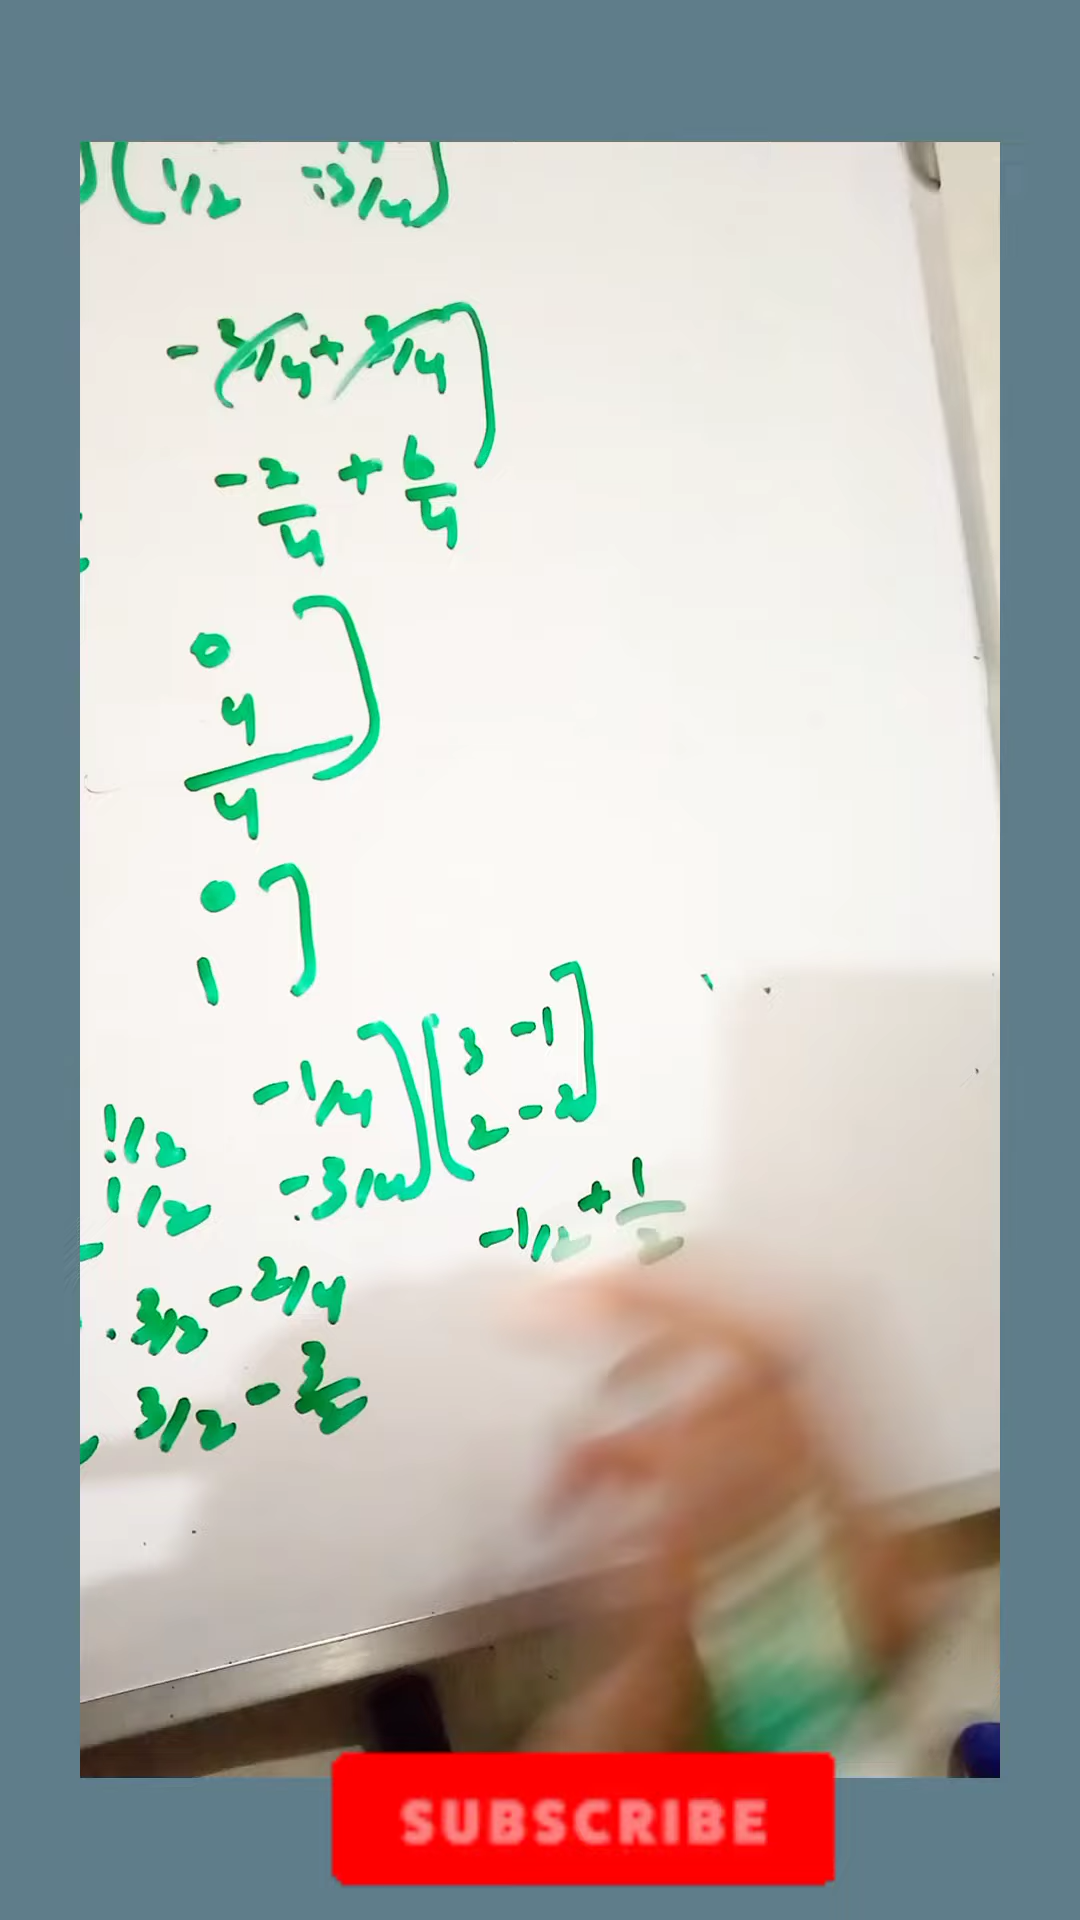 1/2 -3/4
- 3/4 + 3/4
- 2/4 + 6/4
0
4
4
0
1
1/2 -1/4 3 -1
1/2 -3/4 2 -2
-1/2 + 1/2
3/2 - 2/4
3/2 - 3/2
SUBSCRIBE